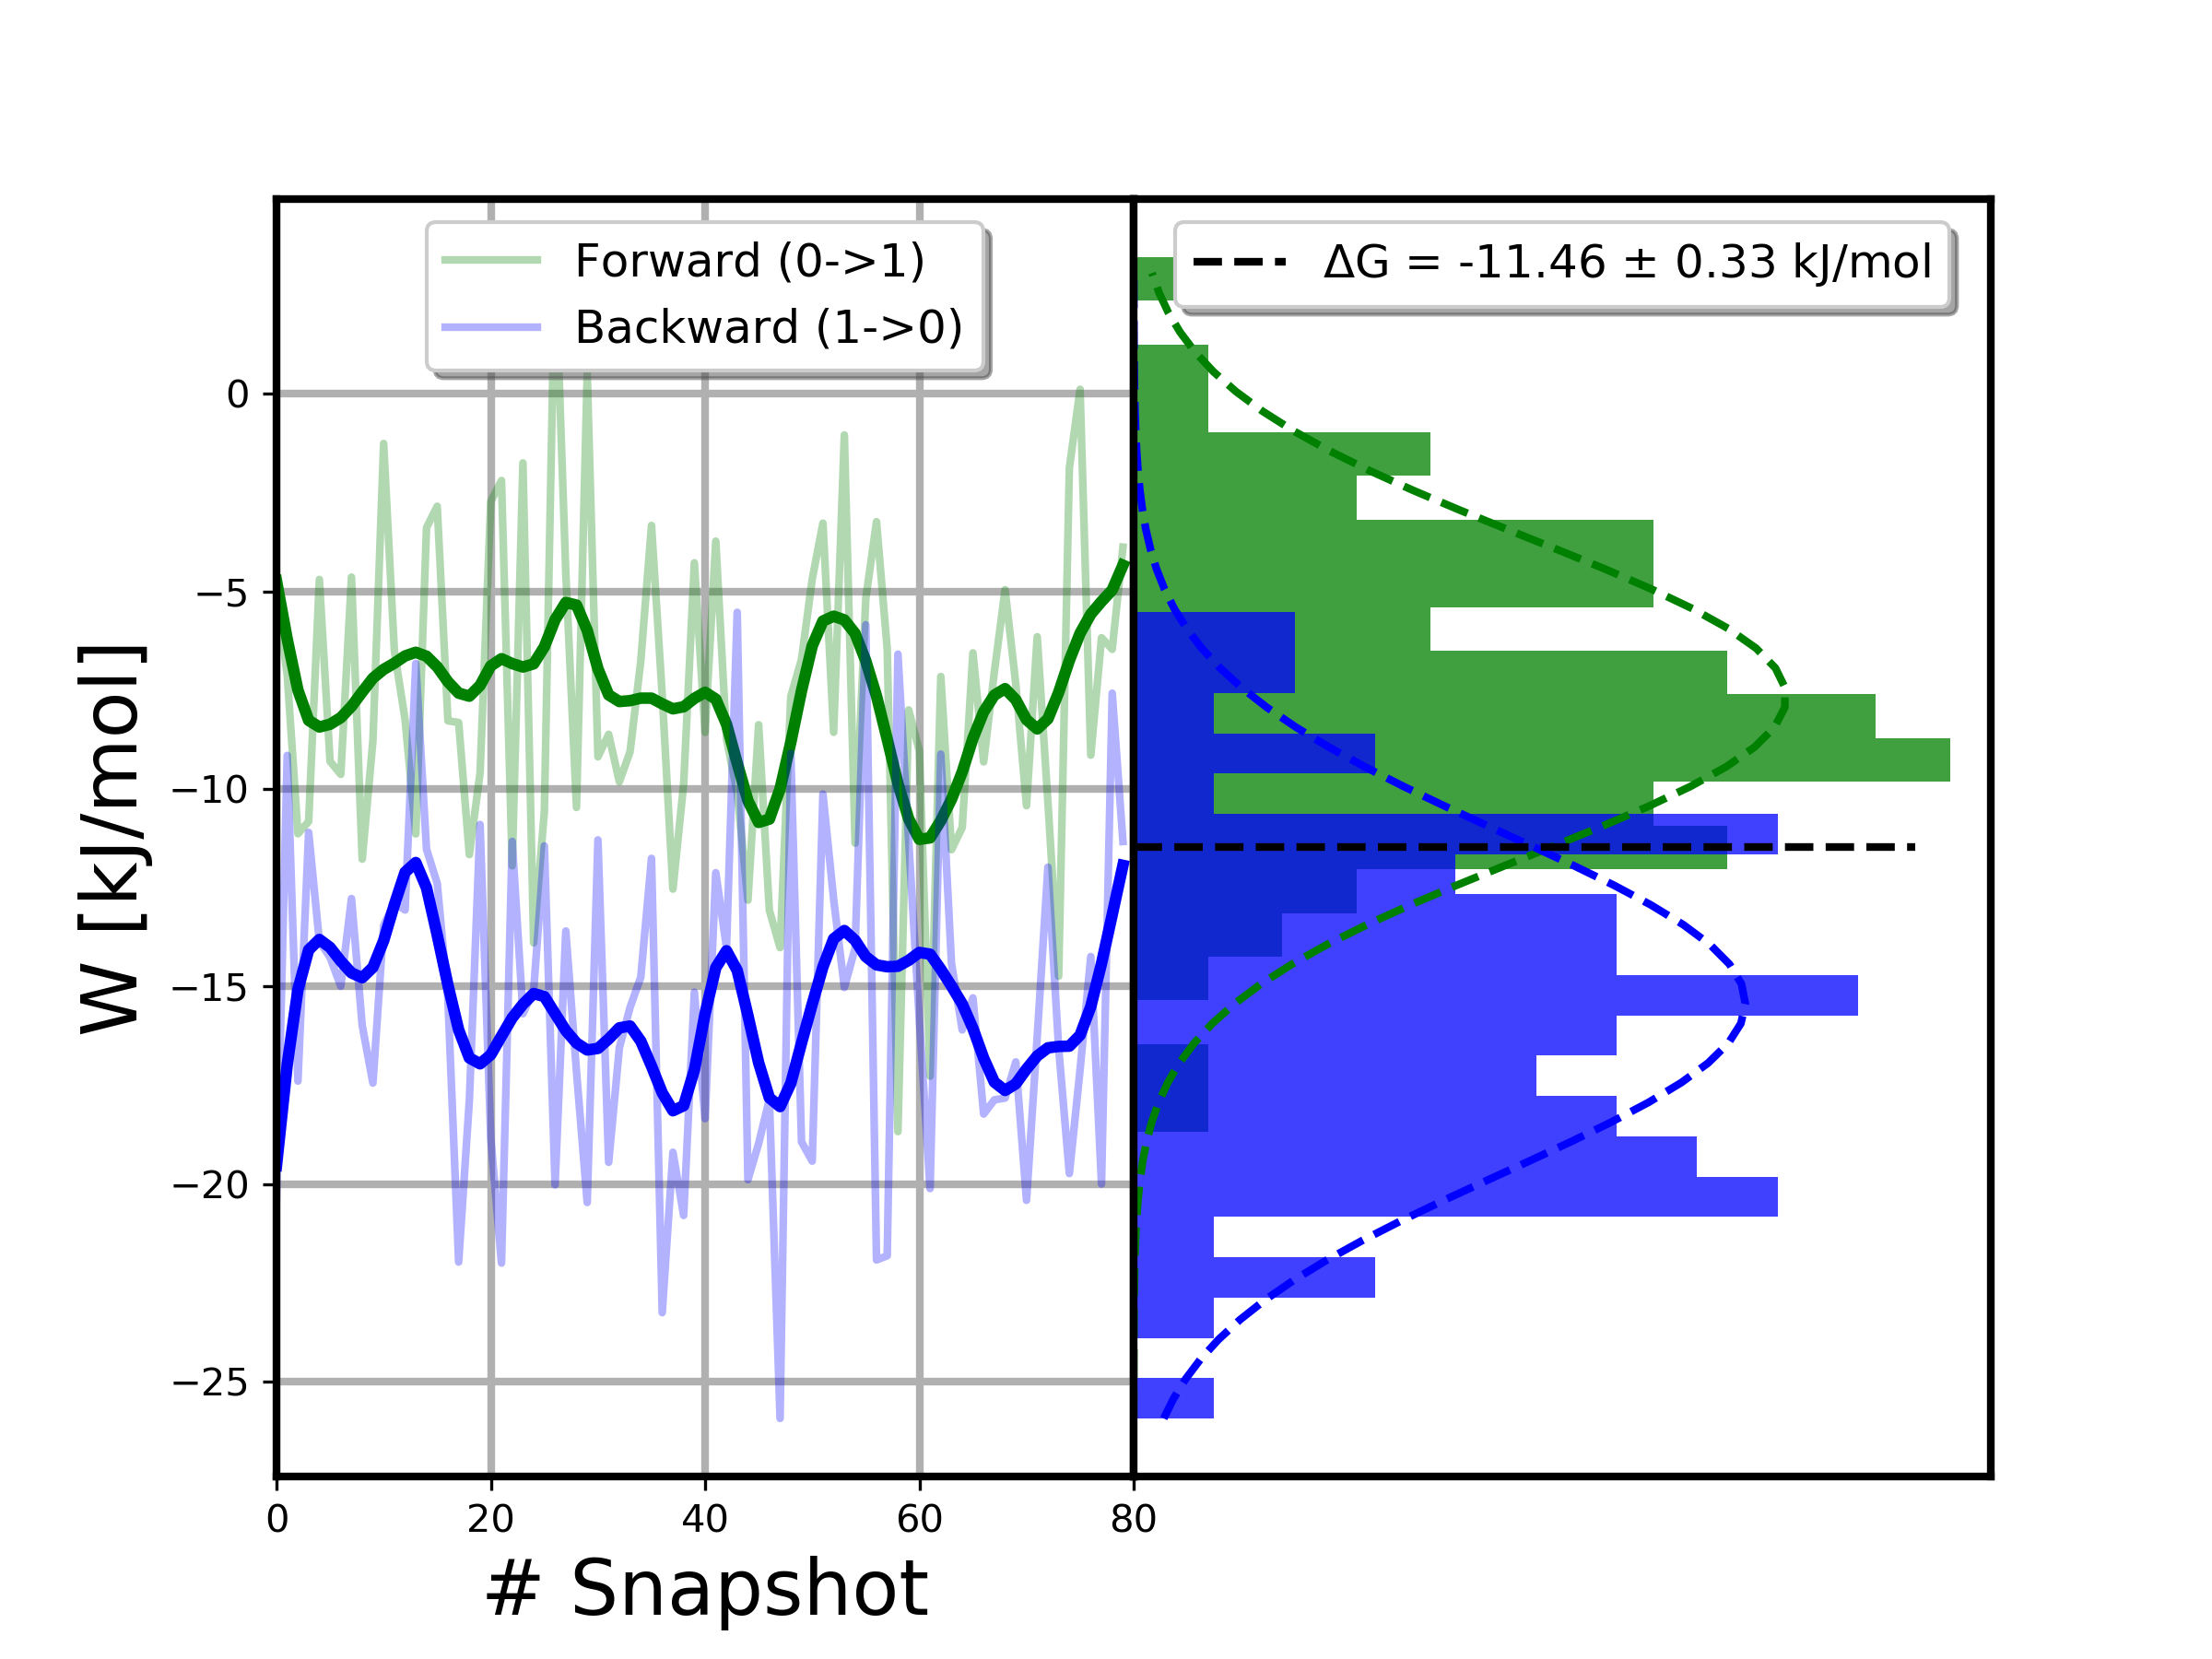 Forward (0->1)
Backward (1->0)
ΔG = -11.46 ± 0.33 kJ/mol
W [kJ/mol]
0
−5
−10
−15
−20
−25
0 20 40 60 80
# Snapshot